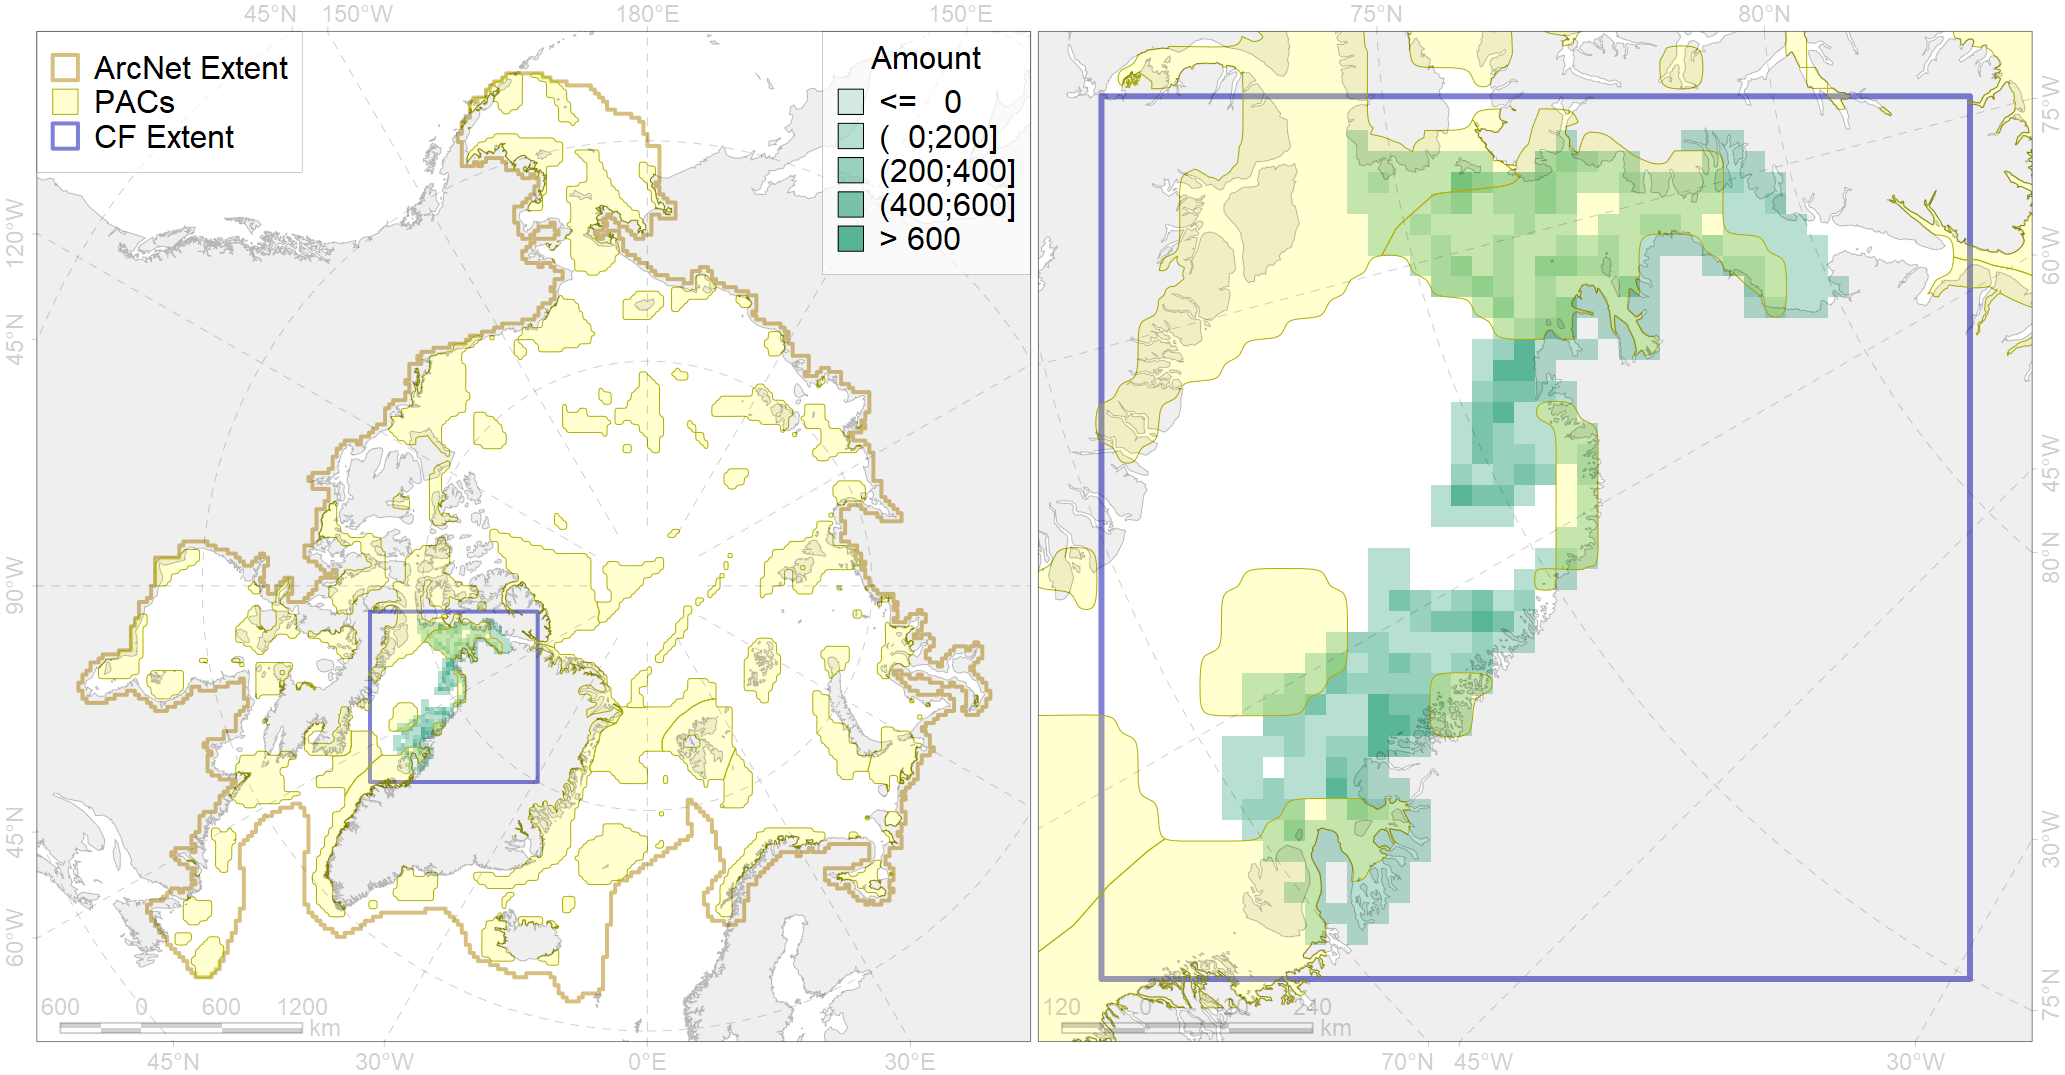 45°N 150°W 180°E 150°E 75°N 80°N
ArcNet Extent
PACs
CF Extent
Amount
<= 0
( 0;200]
(200;400]
(400;600]
> 600
120°W
45°N
90°W
45°N
60°W
75°W
60°W
45°W
80°N
30°W
75°N
600 0 600 1200
km
120 0 120 240
km
45°N 30°W 0°E 30°E 70°N 45°W 30°W